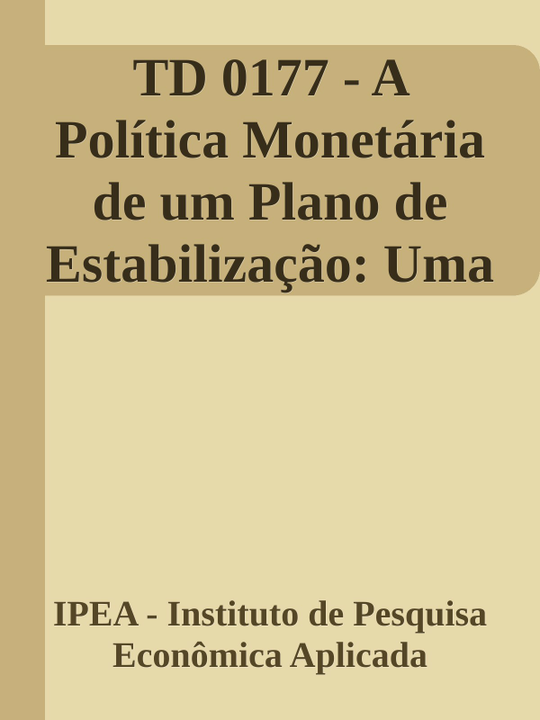 TD 0177 - A
Política Monetária
de um Plano de
Estabilização: Uma
IPEA - Instituto de Pesquisa
Econômica Aplicada